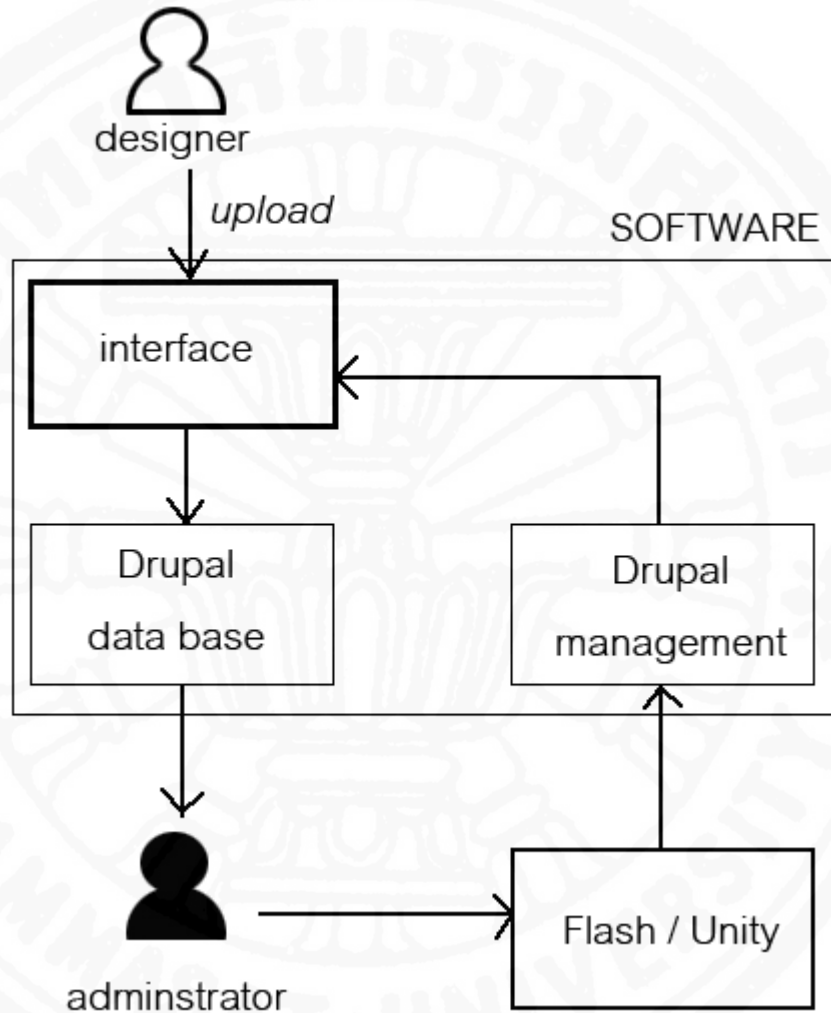 designer
upload
SOFTWARE
interface
Drupal
data base
Drupal
management
adminstrator
Flash / Unity